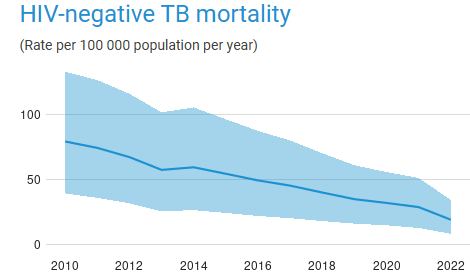 HIV-negative TB mortality
(Rate per 100 000 population per year)
100
50
0
2010 2012 2014 2016 2018 2020 2022